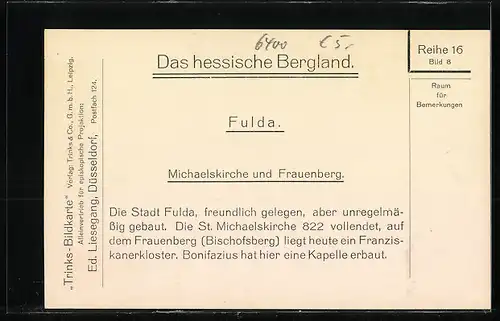 6400 € 5.-
Das hessische Bergland.
Reihe 16
Bild 8
Raum
für
Bemerkungen
Fulda.
Michaelskirche und Frauenberg.
Die Stadt Fulda, freundlich gelegen, aber unregelmä-
ßig gebaut. Die St. Michaelskirche 822 vollendet, auf
dem Frauenberg (Bischofsberg) liegt heute ein Franzis-
kanerkloster. Bonifazius hat hier eine Kapelle erbaut.
„Trinks-Bildkarte“ Verlag: Trinks & Co., G. m. b. H., Leipzig.
Alleinvertrieb für episkopische Projektion:
Ed. Liesegang, Düsseldorf, Postfach 124.